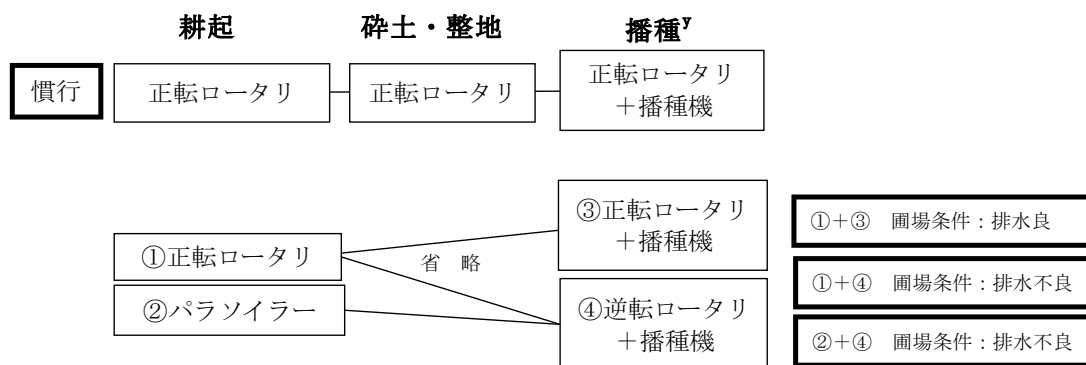 耕起 砕土・整地 播種y
慣行 正転ロータリ 正転ロータリ 正転ロータリ
＋播種機
①正転ロータリ
②パラソイラー
省 略
③正転ロータリ
＋播種機
④逆転ロータリ
＋播種機
①＋③ 圃場条件：排水良
①＋④ 圃場条件：排水不良
②＋④ 圃場条件：排水不良